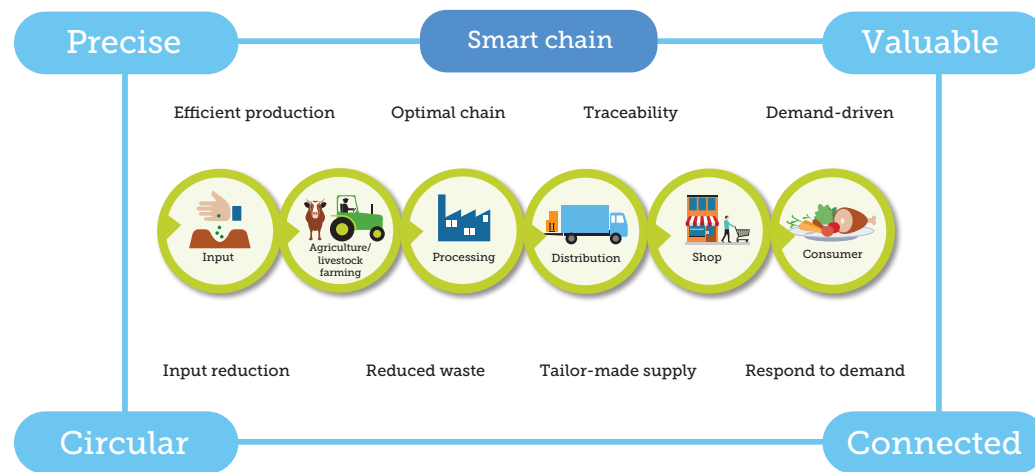 Precise
Smart chain
Valuable
Efficient production
Optimal chain
Traceability
Demand-driven
Input
Agriculture/
livestock
farming
Processing
Distribution
Shop
Consumer
Input reduction
Reduced waste
Tailor-made supply
Respond to demand
Circular
Connected